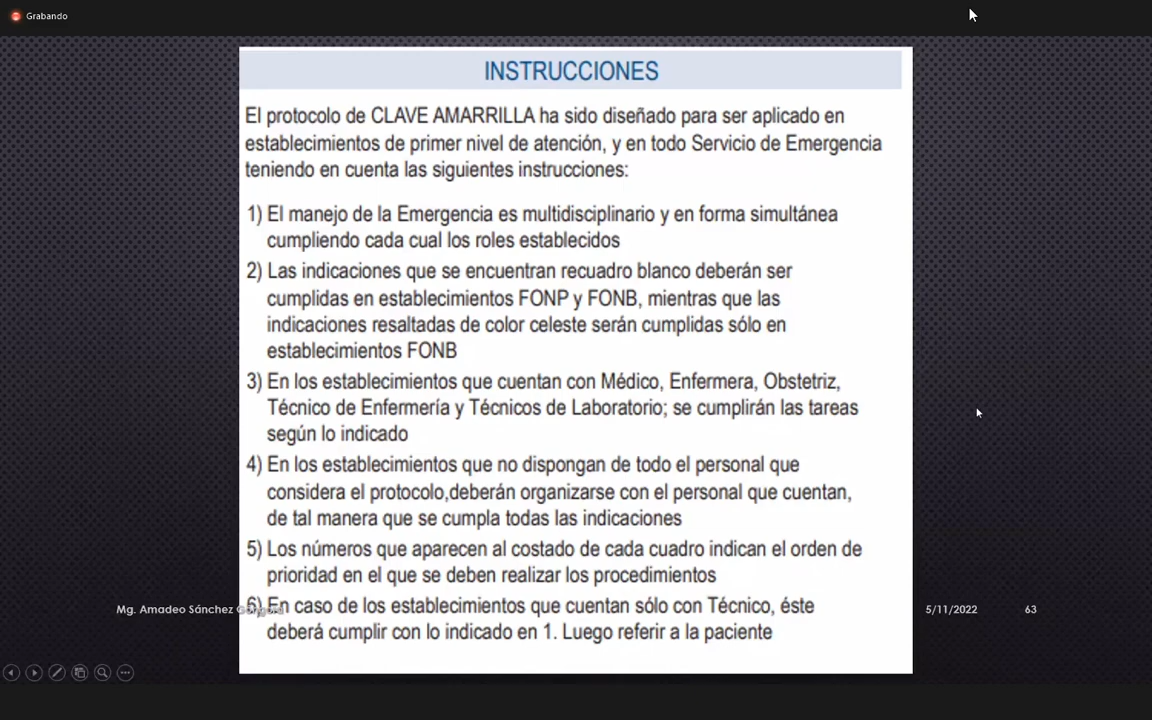 Grabando
INSTRUCCIONES
El protocolo de CLAVE AMARRILLA ha sido diseñado para ser aplicado en
establecimientos de primer nivel de atención, y en todo Servicio de Emergencia
teniendo en cuenta las siguientes instrucciones:
1) El manejo de la Emergencia es multidisciplinario y en forma simultánea
cumpliendo cada cual los roles establecidos
2) Las indicaciones que se encuentran recuadro blanco deberán ser
cumplidas en establecimientos FONP y FONB, mientras que las
indicaciones resaltadas de color celeste serán cumplidas sólo en
establecimientos FONB
3) En los establecimientos que cuentan con Médico, Enfermera, Obstetriz,
Técnico de Enfermería y Técnicos de Laboratorio; se cumplirán las tareas
según lo indicado
4) En los establecimientos que no dispongan de todo el personal que
considera el protocolo,deberán organizarse con el personal que cuentan,
de tal manera que se cumpla todas las indicaciones
5) Los números que aparecen al costado de cada cuadro indican el orden de
prioridad en el que se deben realizar los procedimientos
6) En caso de los establecimientos que cuentan sólo con Técnico, éste
deberá cumplir con lo indicado en 1. Luego referir a la paciente
Mg. Amadeo Sánchez
5/11/2022
63